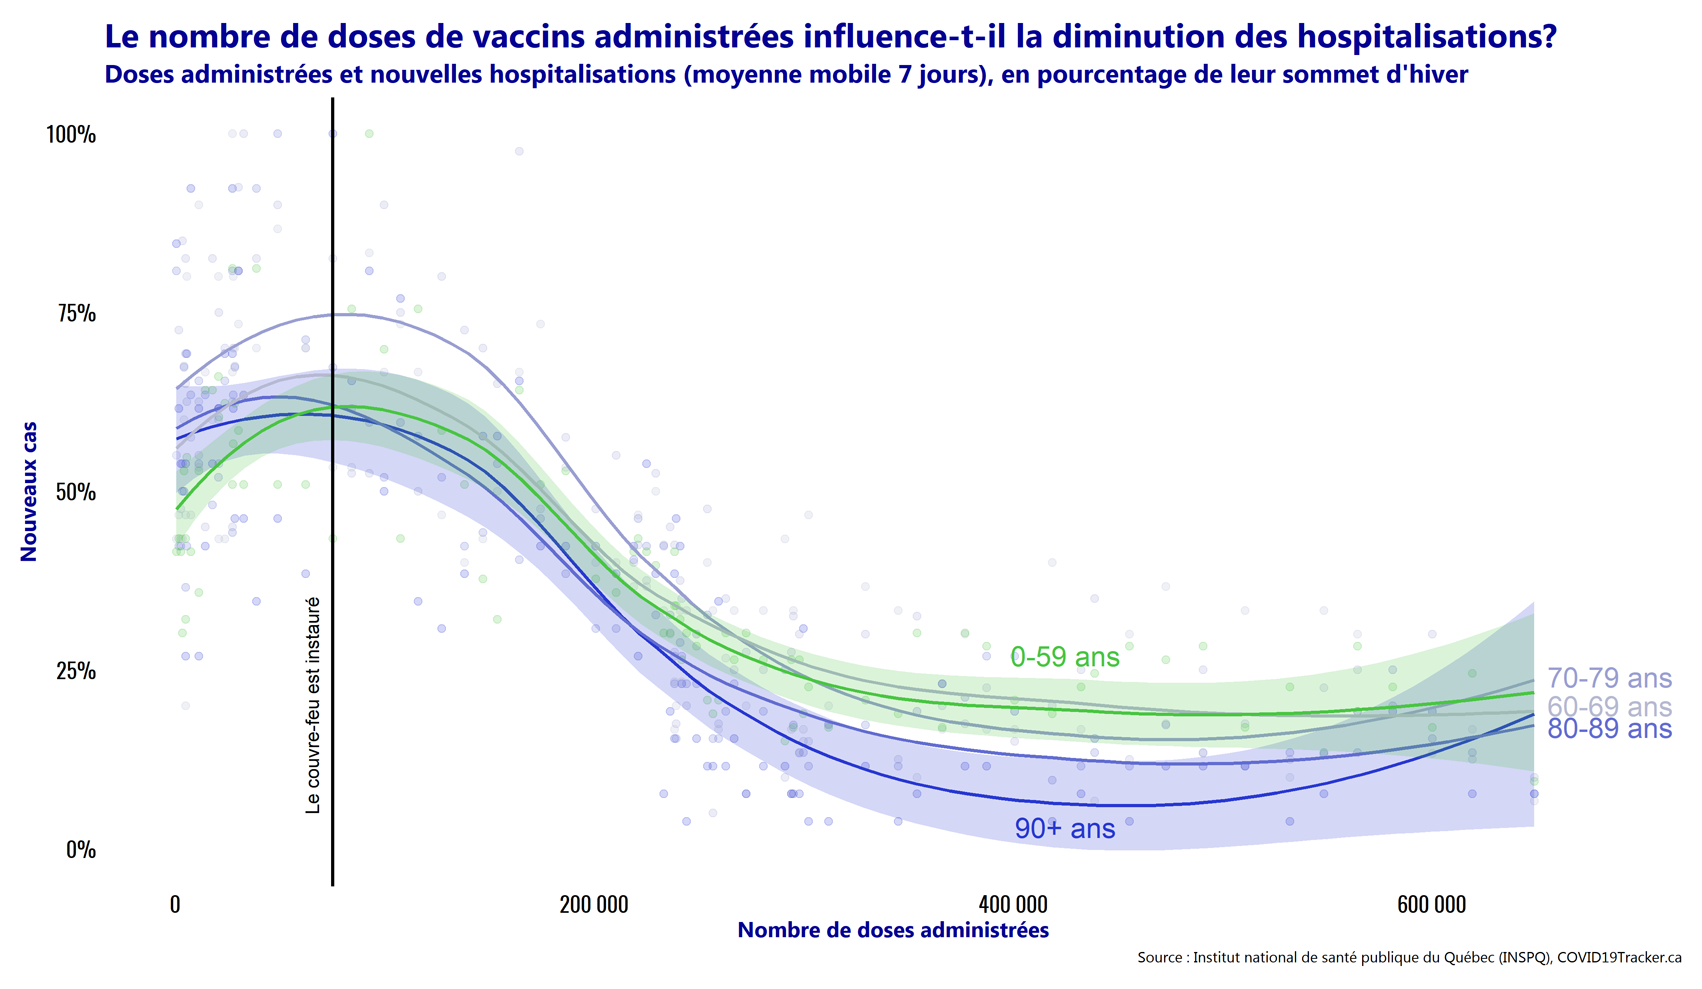 Le nombre de doses de vaccins administrées influence-t-il la diminution des hospitalisations?
Doses administrées et nouvelles hospitalisations (moyenne mobile 7 jours), en pourcentage de leur sommet d'hiver
100%
75%
50%
25%
0%
Nouveaux cas
Le couvre-feu est instauré
0-59 ans
70-79 ans
60-69 ans
80-89 ans
90+ ans
0
200 000
400 000
600 000
Nombre de doses administrées
Source : Institut national de santé publique du Québec (INSPQ), COVID19Tracker.ca